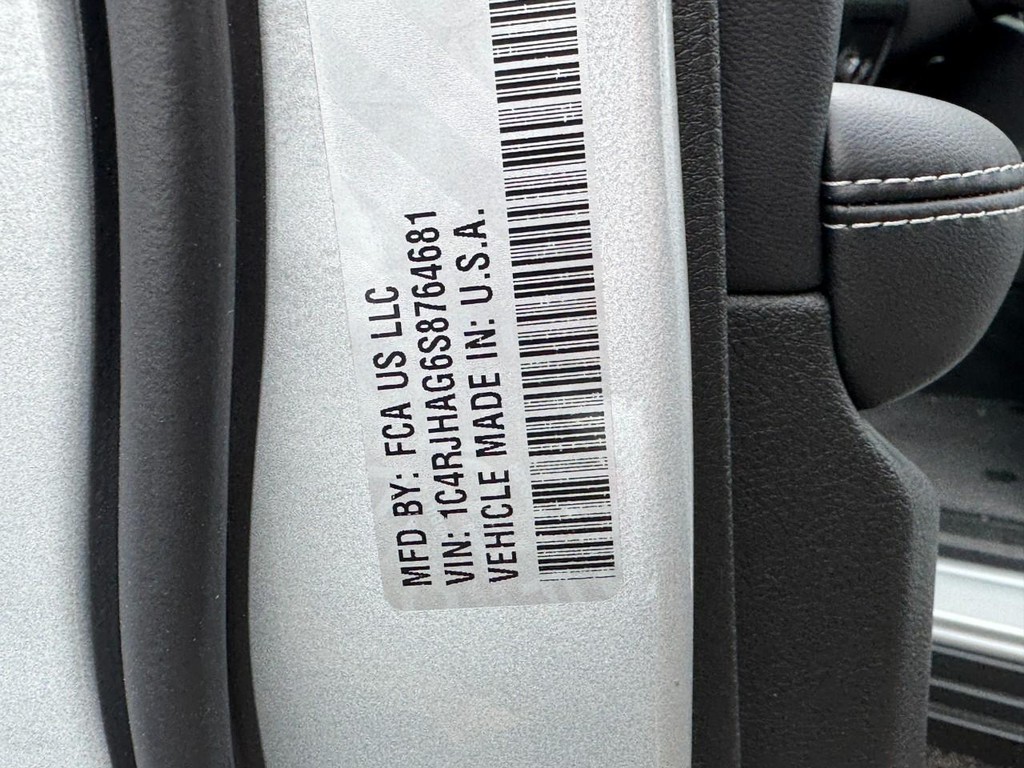 MFD BY: FCA US LLC
VIN: 1C4RJHAG6S8764681
VEHICLE MADE IN: U.S.A.